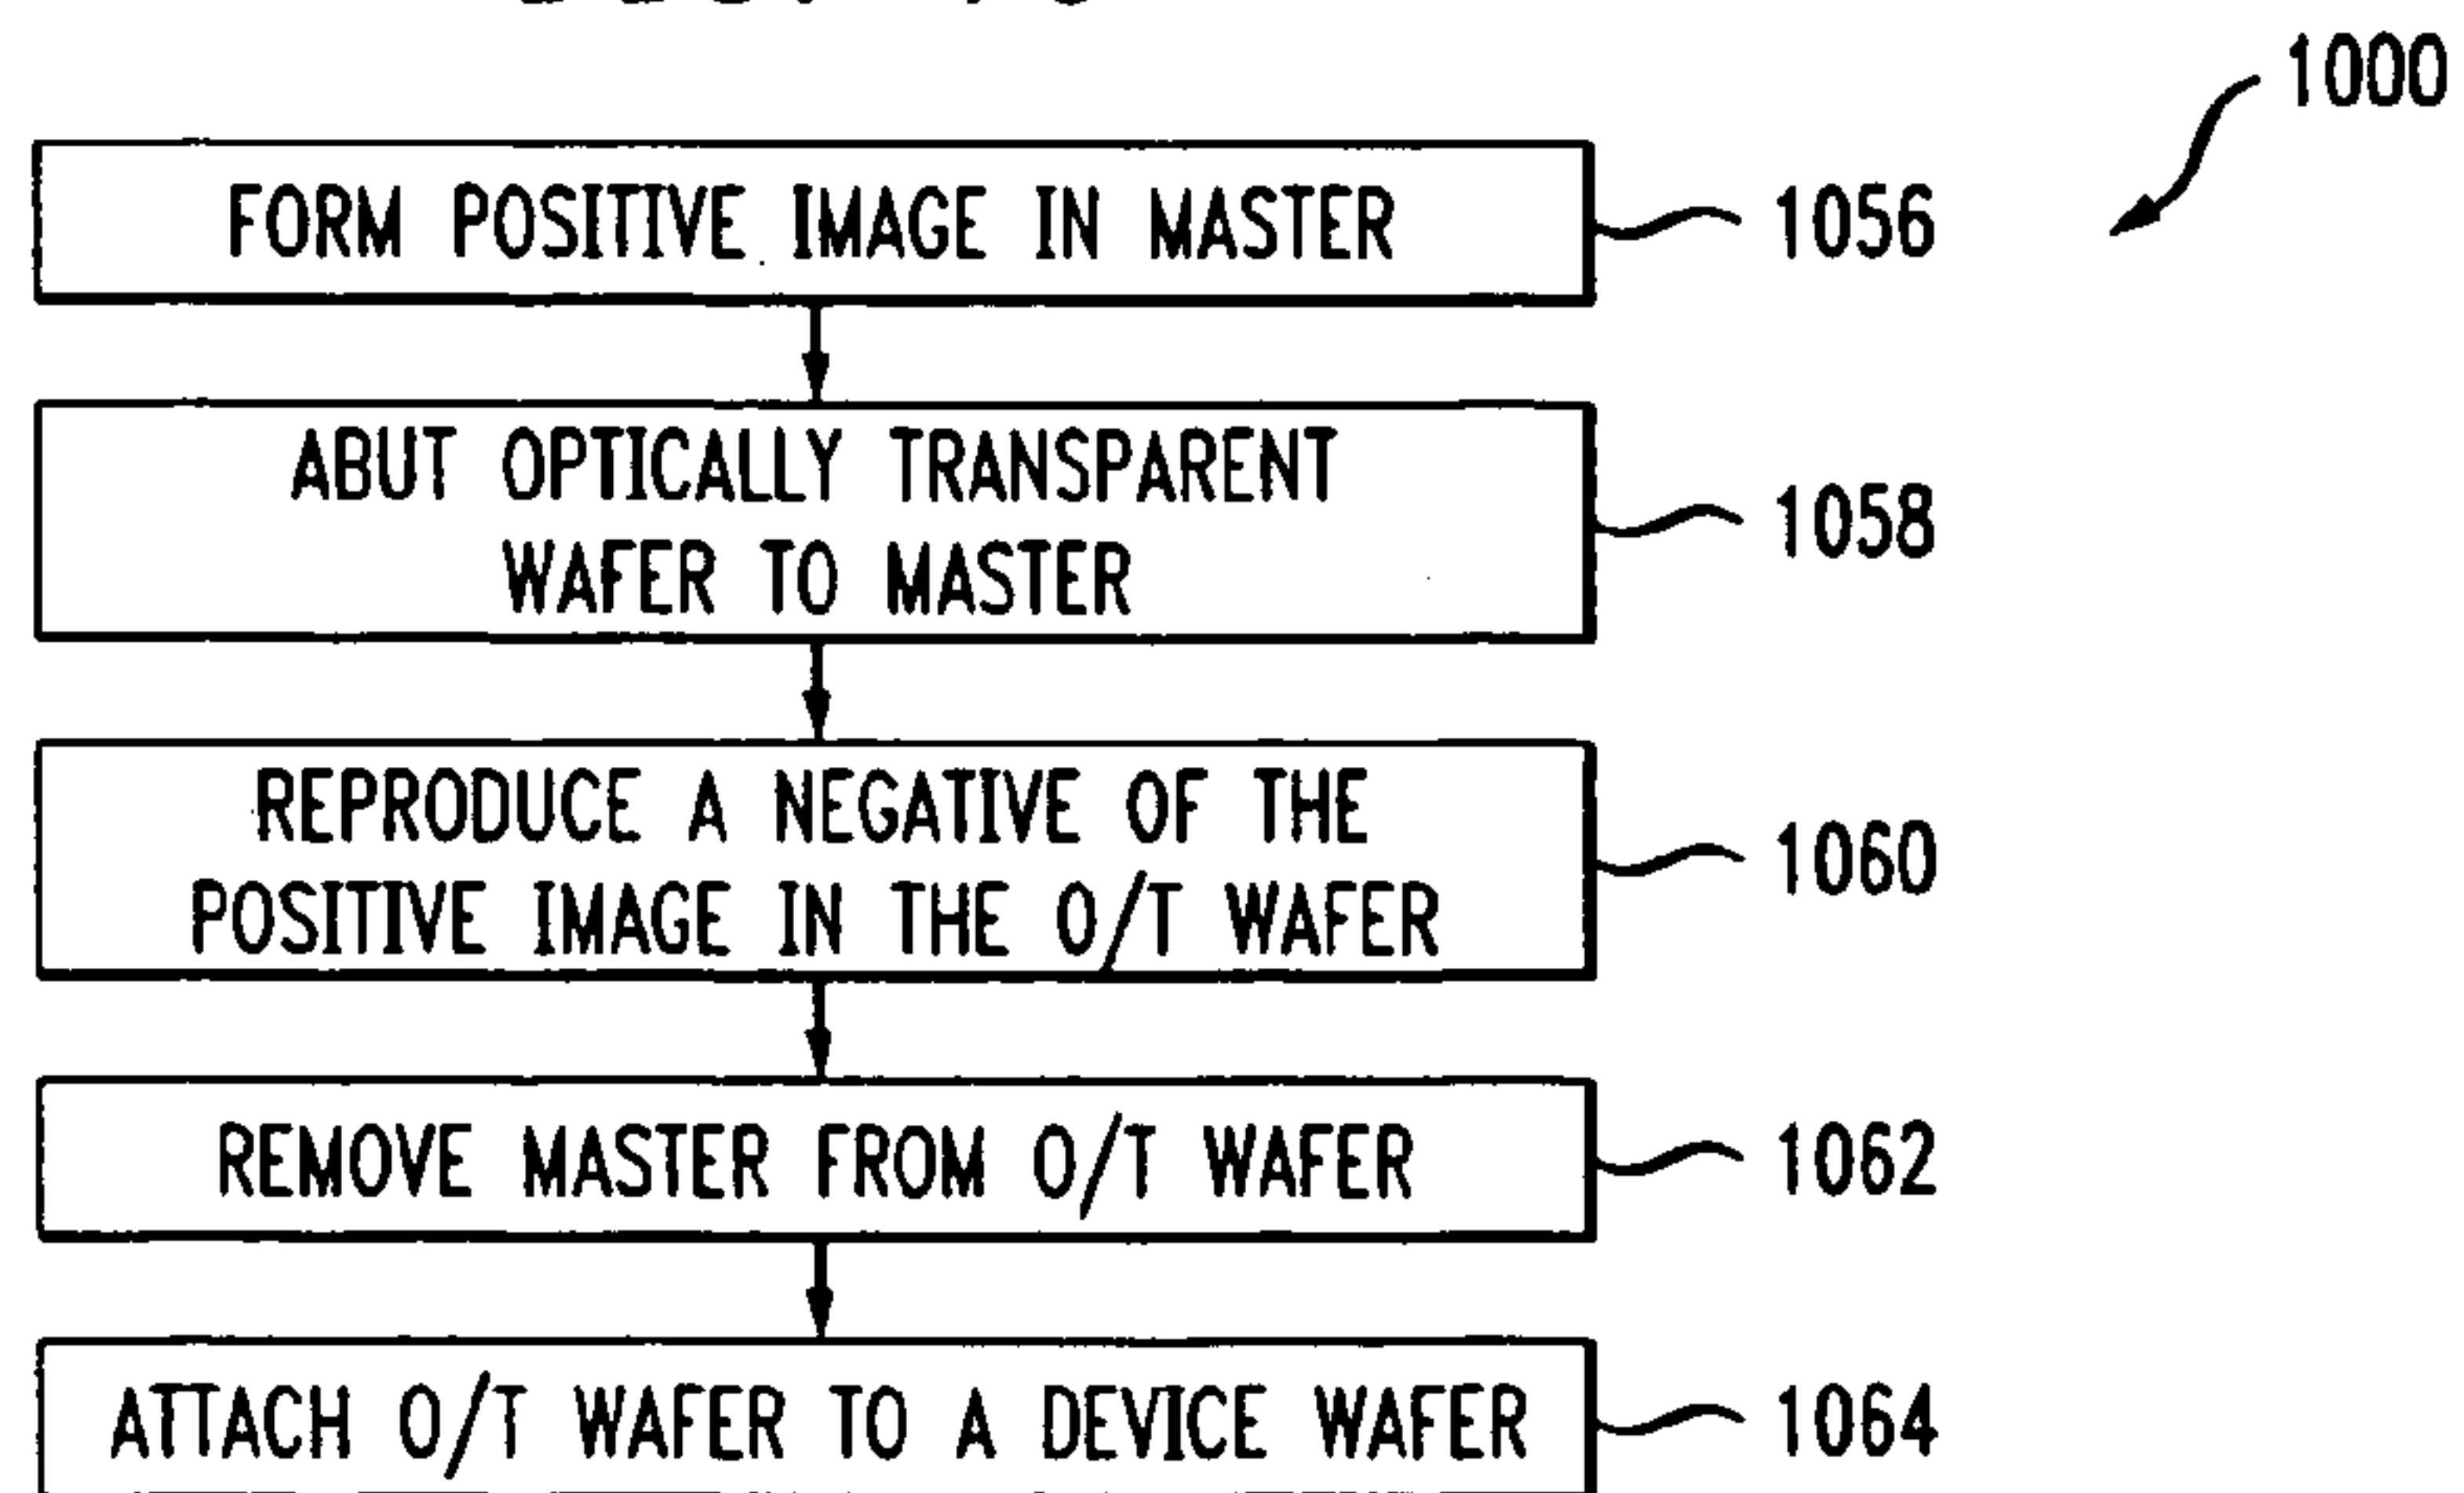 1000
FORM POSITIVE IMAGE IN MASTER
1056
ABUT OPTICALLY TRANSPARENT
WAFER TO MASTER
1058
REPRODUCE A NEGATIVE OF THE
POSITIVE IMAGE IN THE O/T WAFER
1060
REMOVE MASTER FROM O/T WAFER
1062
ATTACH O/T WAFER TO A DEVICE WAFER
1064